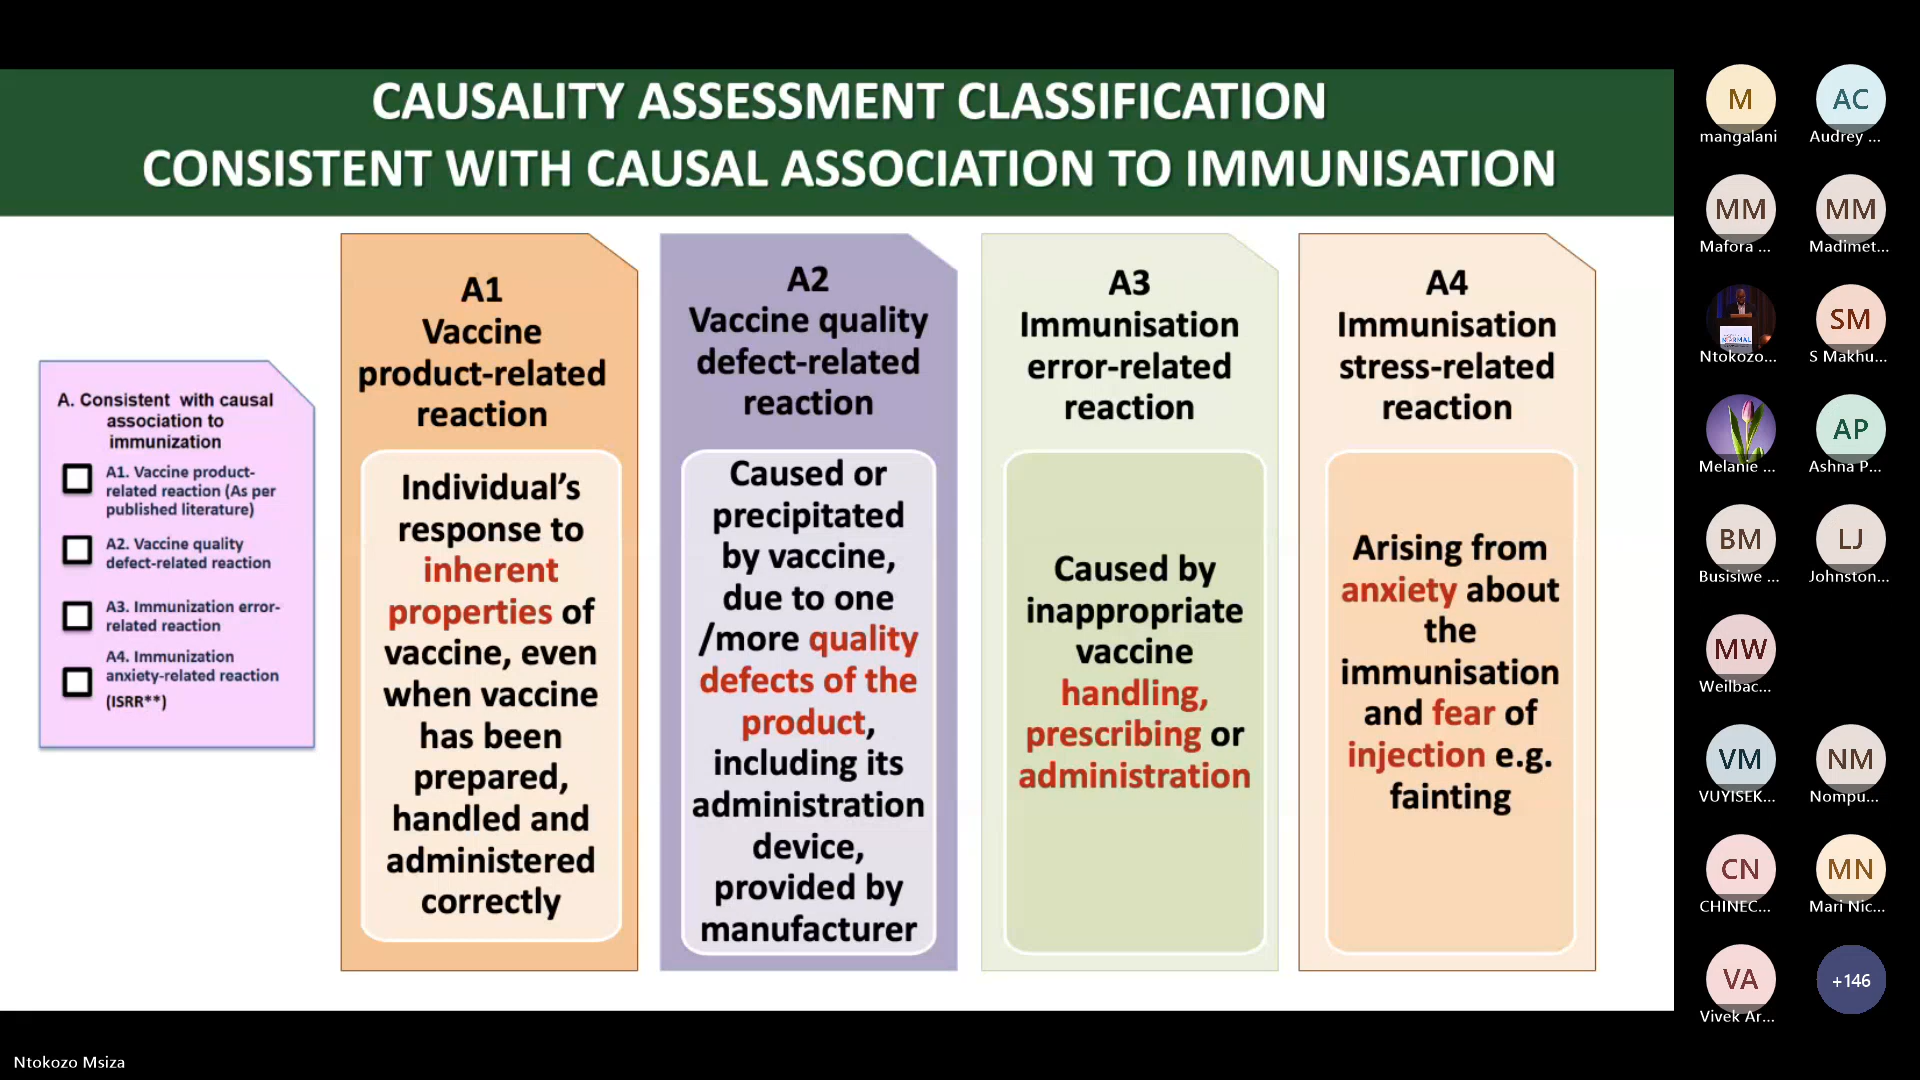 CAUSALITY ASSESSMENT CLASSIFICATION
CONSISTENT WITH CAUSAL ASSOCIATION TO IMMUNISATION
A. Consistent with causal
association to
immunization
A1. Vaccine product-
related reaction (As per
published literature)
A2. Vaccine quality
defect-related reaction
A3. Immunization error-
related reaction
A4. Immunization
anxiety-related reaction
(ISRR**)
A1
Vaccine
product-related
reaction
Individual’s
response to
inherent
properties of
vaccine, even
when vaccine
has been
prepared,
handled and
administered
correctly
A2
Vaccine quality
defect-related
reaction
Caused or
precipitated
by vaccine,
due to one
/more quality
defects of the
product,
including its
administration
device,
provided by
manufacturer
A3
Immunisation
error-related
reaction
Caused by
inappropriate
vaccine
handling,
prescribing or
administration
A4
Immunisation
stress-related
reaction
Arising from
anxiety about
the
immunisation
and fear of
injection e.g.
fainting
M
mangalani
AC
Audrey ...
MM
Mafora ...
MM
Madimet...
Ntokozo...
SM
S Makhu...
Melanie ...
AP
Ashna P...
BM
Busisiwe ...
LJ
Johnston...
MW
Weilbac...
VM
VUYISEK...
NM
Nompu...
CN
CHINEC...
MN
Mari Nic...
VA
Vivek Ar...
+146
Ntokozo Msiza